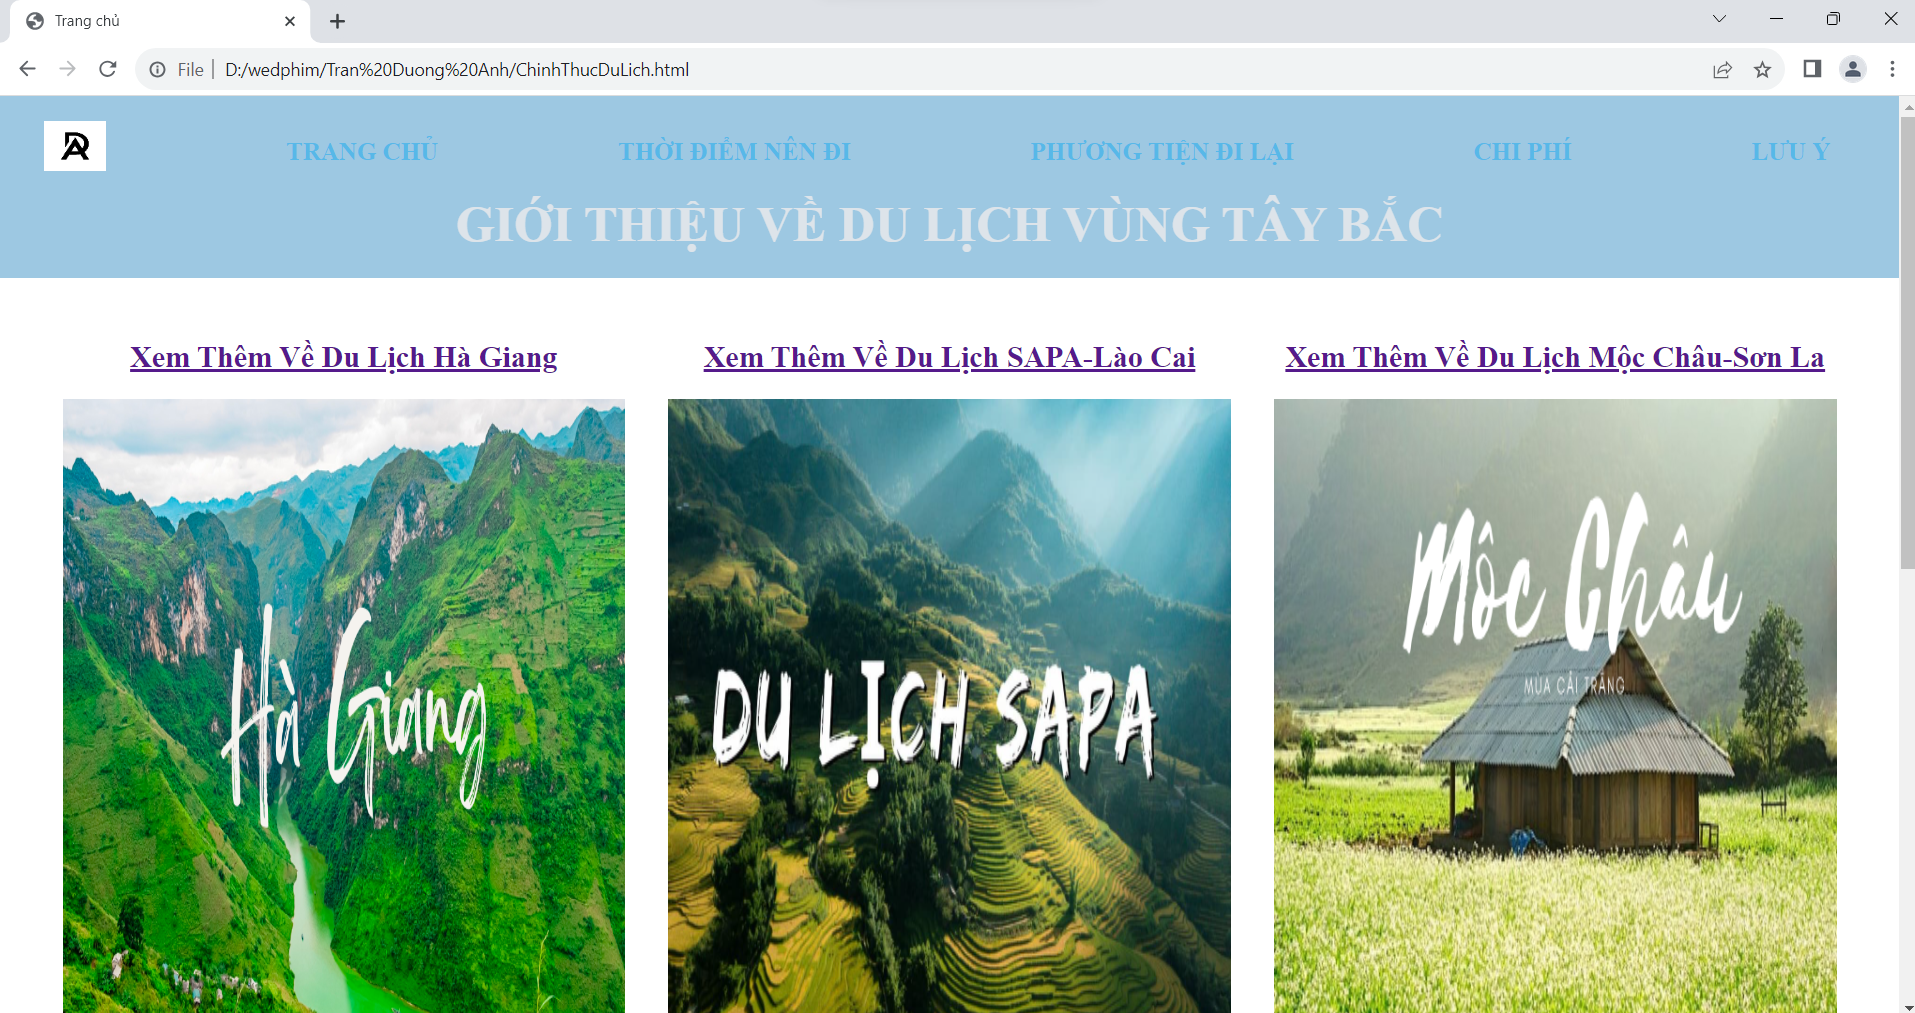 Trang chủ
File
D:/wedphim/Tran%20Duong%20Anh/ChinhThucDuLich.html
TRANG CHỦ
THỜI ĐIỂM NÊN ĐI
PHƯƠNG TIỆN ĐI LẠI
CHI PHÍ
LƯU Ý
GIỚI THIỆU VỀ DU LỊCH VÙNG TÂY BẮC
Xem Thêm Về Du Lịch Hà Giang
Xem Thêm Về Du Lịch SAPA-Lào Cai
Xem Thêm Về Du Lịch Mộc Châu-Sơn La
Hà Giang
DU LỊCH SAPA
Mộc Châu
MÙA CẢI TRẮNG